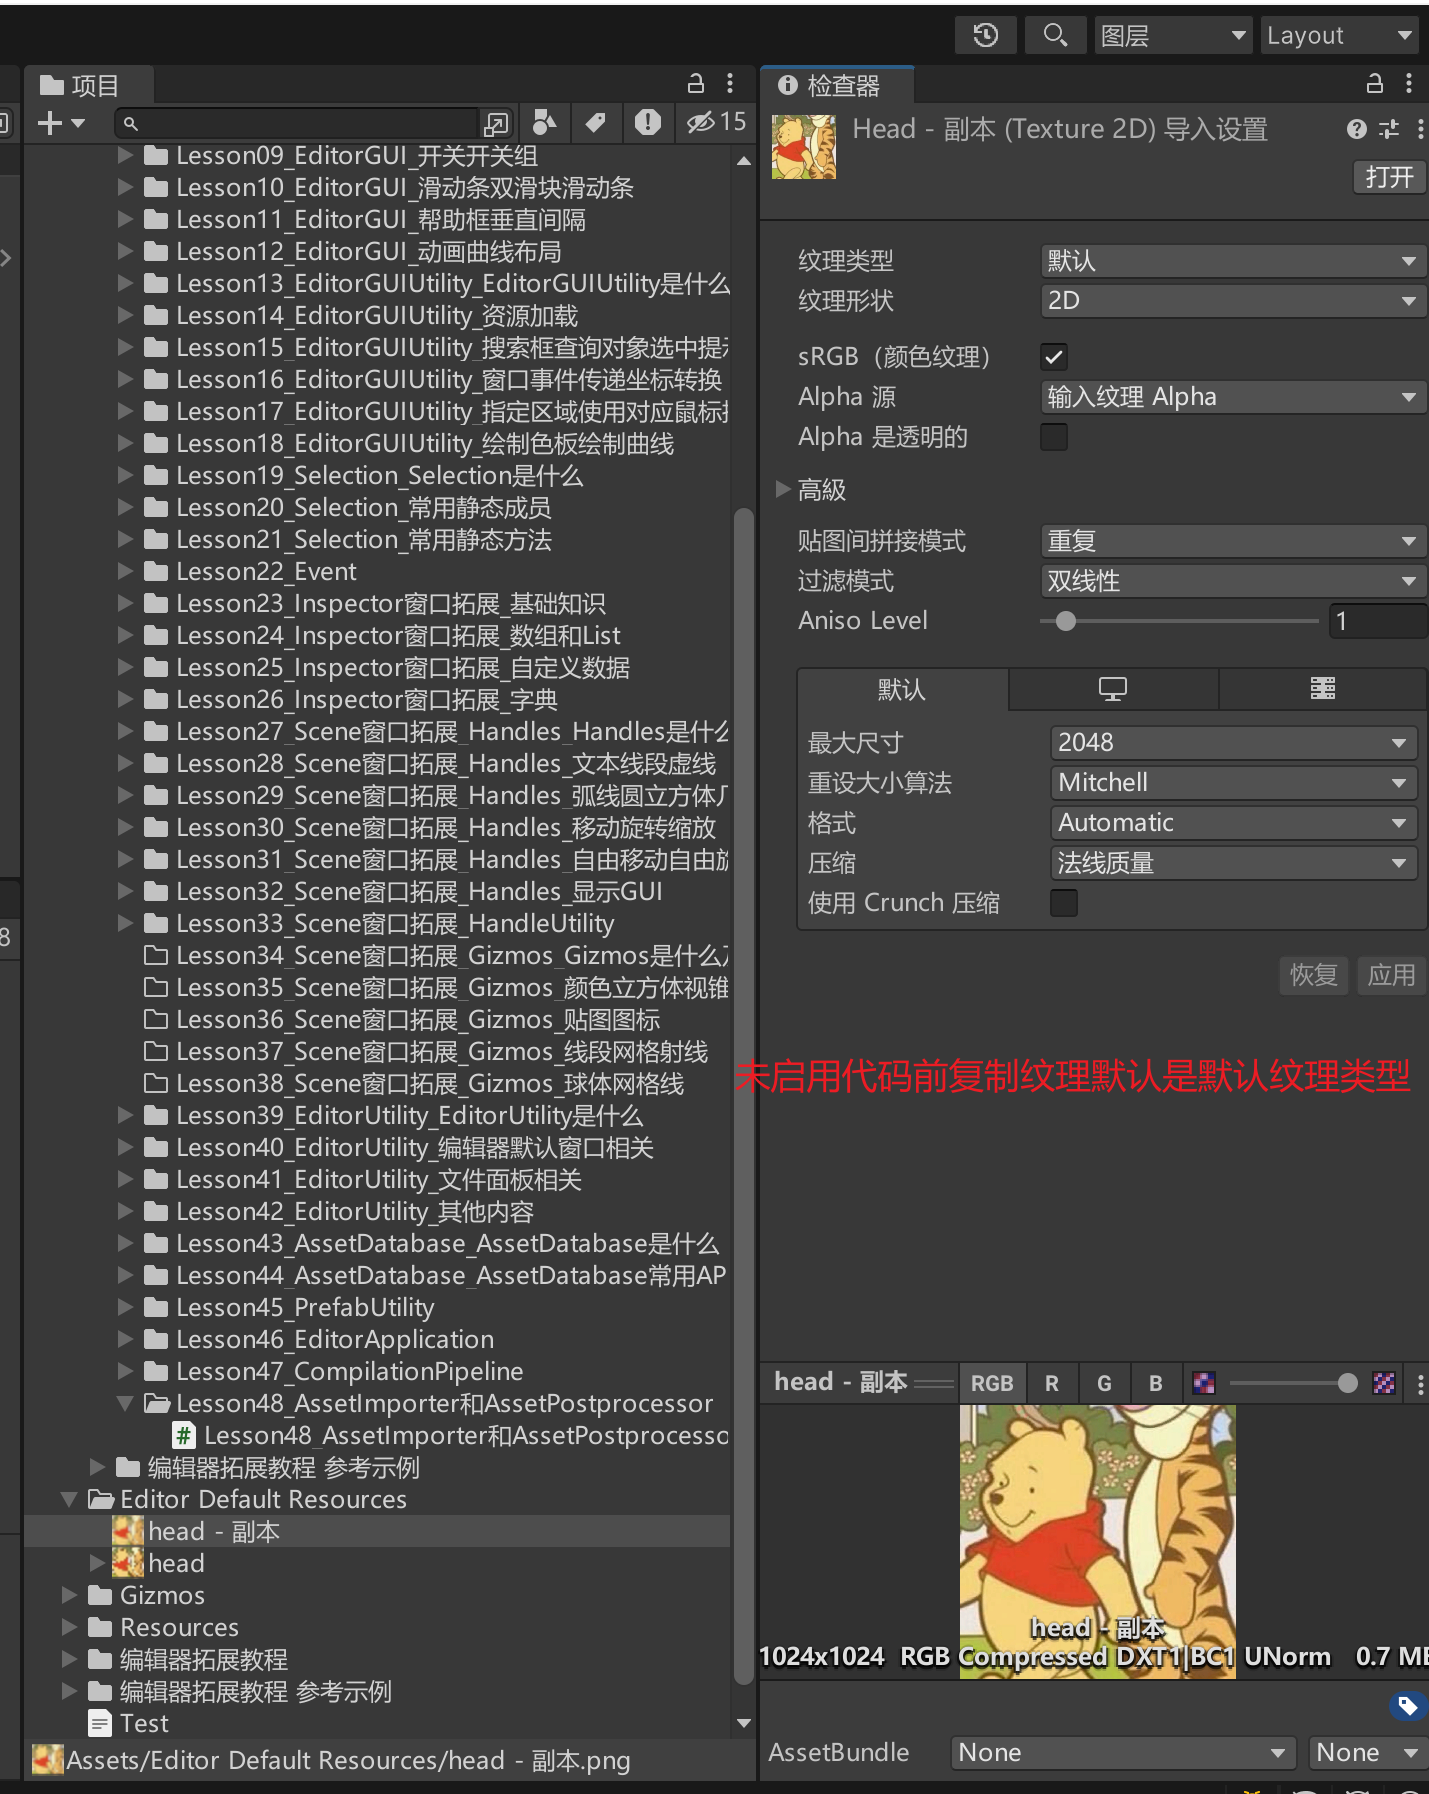 图层
Layout
项目
15
Lesson09_EditorGUI_开关开关组
Lesson10_EditorGUI_滑动条双滑块滑动条
Lesson11_EditorGUI_帮助框垂直间隔
Lesson12_EditorGUI_动画曲线布局
Lesson13_EditorGUIUtility_EditorGUIUtility是什么
Lesson14_EditorGUIUtility_资源加载
Lesson15_EditorGUIUtility_搜索框查询对象选中提
Lesson16_EditorGUIUtility_窗口事件传递坐标转换
Lesson17_EditorGUIUtility_指定区域使用对应鼠标
Lesson18_EditorGUIUtility_绘制色板绘制曲线
Lesson19_Selection_Selection是什么
Lesson20_Selection_常用静态成员
Lesson21_Selection_常用静态方法
Lesson22_Event
Lesson23_Inspector窗口拓展_基础知识
Lesson24_Inspector窗口拓展_数组和List
Lesson25_Inspector窗口拓展_自定义数据
Lesson26_Inspector窗口拓展_字典
Lesson27_Scene窗口拓展_Handles_Handles是什么
Lesson28_Scene窗口拓展_Handles_文本线段虚线
Lesson29_Scene窗口拓展_Handles_弧线圆立方体
Lesson30_Scene窗口拓展_Handles_移动旋转缩放
Lesson31_Scene窗口拓展_Handles_自由移动自由
Lesson32_Scene窗口拓展_Handles_显示GUI
Lesson33_Scene窗口拓展_HandleUtility
Lesson34_Scene窗口拓展_Gizmos_Gizmos是什么
Lesson35_Scene窗口拓展_Gizmos_颜色立方体视锥
Lesson36_Scene窗口拓展_Gizmos_贴图图标
Lesson37_Scene窗口拓展_Gizmos_线段网格射线
Lesson38_Scene窗口拓展_Gizmos_球体网格线
Lesson39_EditorUtility_EditorUtility是什么
Lesson40_EditorUtility_编辑器默认窗口相关
Lesson41_EditorUtility_文件面板相关
Lesson42_EditorUtility_其他内容
Lesson43_AssetDatabase_AssetDatabase是什么
Lesson44_AssetDatabase_AssetDatabase常用AP
Lesson45_PrefabUtility
Lesson46_EditorApplication
Lesson47_CompilationPipeline
Lesson48_AssetImporter和AssetPostprocessor
Lesson48_AssetImporter和AssetPostprocesso
编辑器拓展教程 参考示例
Editor Default Resources
head - 副本
head
Gizmos
Resources
编辑器拓展教程
编辑器拓展教程 参考示例
Test
Assets/Editor Default Resources/head - 副本.png
8
检查器
Head - 副本 (Texture 2D) 导入设置
打开
纹理类型 默认
纹理形状 2D
sRGB（颜色纹理）
Alpha 源 输入纹理 Alpha
Alpha 是透明的
高級
贴图间拼接模式 重复
过滤模式 双线性
Aniso Level 1
默认
最大尺寸 2048
重设大小算法 Mitchell
格式 Automatic
压缩 法线质量
使用 Crunch 压缩
恢复 应用
未启用代码前复制纹理默认是默认纹理类型
head - 副本 RGB R G B
head - 副本
1024x1024 RGB Compressed DXT1|BC1 UNorm 0.7 MB
AssetBundle None None